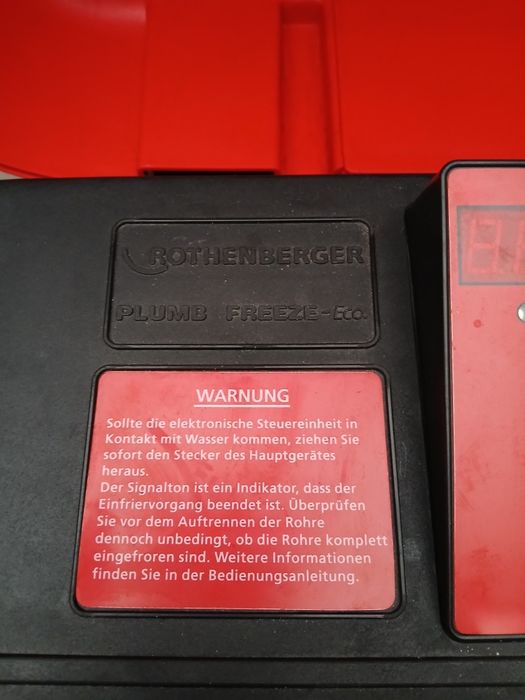 ROTHENBERGER
PLUMB FREEZE-Eco.
WARNUNG
Sollte die elektronische Steuereinheit in
Kontakt mit Wasser kommen, ziehen Sie
sofort den Stecker des Hauptgerätes
heraus.
Der Signalton ist ein Indikator, dass der
Einfriervorgang beendet ist. Überprüfen
Sie vor dem Auftrennen der Rohre
dennoch unbedingt, ob die Rohre komplett
eingefroren sind. Weitere Informationen
finden Sie in der Bedienungsanleitung.